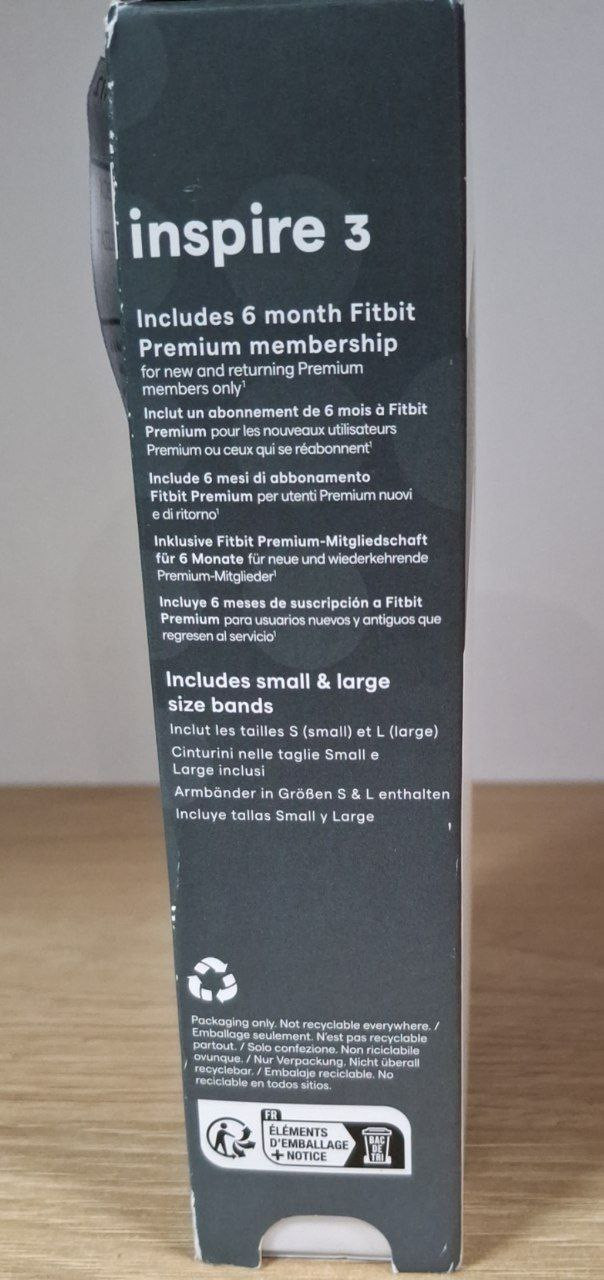 inspire 3
Includes 6 month Fitbit
Premium membership
for new and returning Premium
members only¹
Inclut un abonnement de 6 mois à Fitbit
Premium pour les nouveaux utilisateurs
Premium ou ceux qui se réabonnent¹
Include 6 mesi di abbonamento
Fitbit Premium per utenti Premium nuovi
e di ritorno¹
Inklusive Fitbit Premium-Mitgliedschaft
für 6 Monate für neue und wiederkehrende
Premium-Mitglieder¹
Incluye 6 meses de suscripción a Fitbit
Premium para usuarios nuevos y antiguos que
regresen al servicio¹
Includes small & large
size bands
Inclut les tailles S (small) et L (large)
Cinturini nelle taglie Small e
Large inclusi
Armbänder in Größen S & L enthalten
Incluye tallas Small y Large
Packaging only. Not recyclable everywhere. /
Emballage seulement. N'est pas recyclable
partout. / Solo confezione. Non riciclabile
ovunque. / Nur Verpackung. Nicht überall
recyclebar. / Embalaje reciclable. No
reciclable en todos sitios.
FR
ÉLÉMENTS
D'EMBALLAGE
+ NOTICE
BAC
DE
TRI